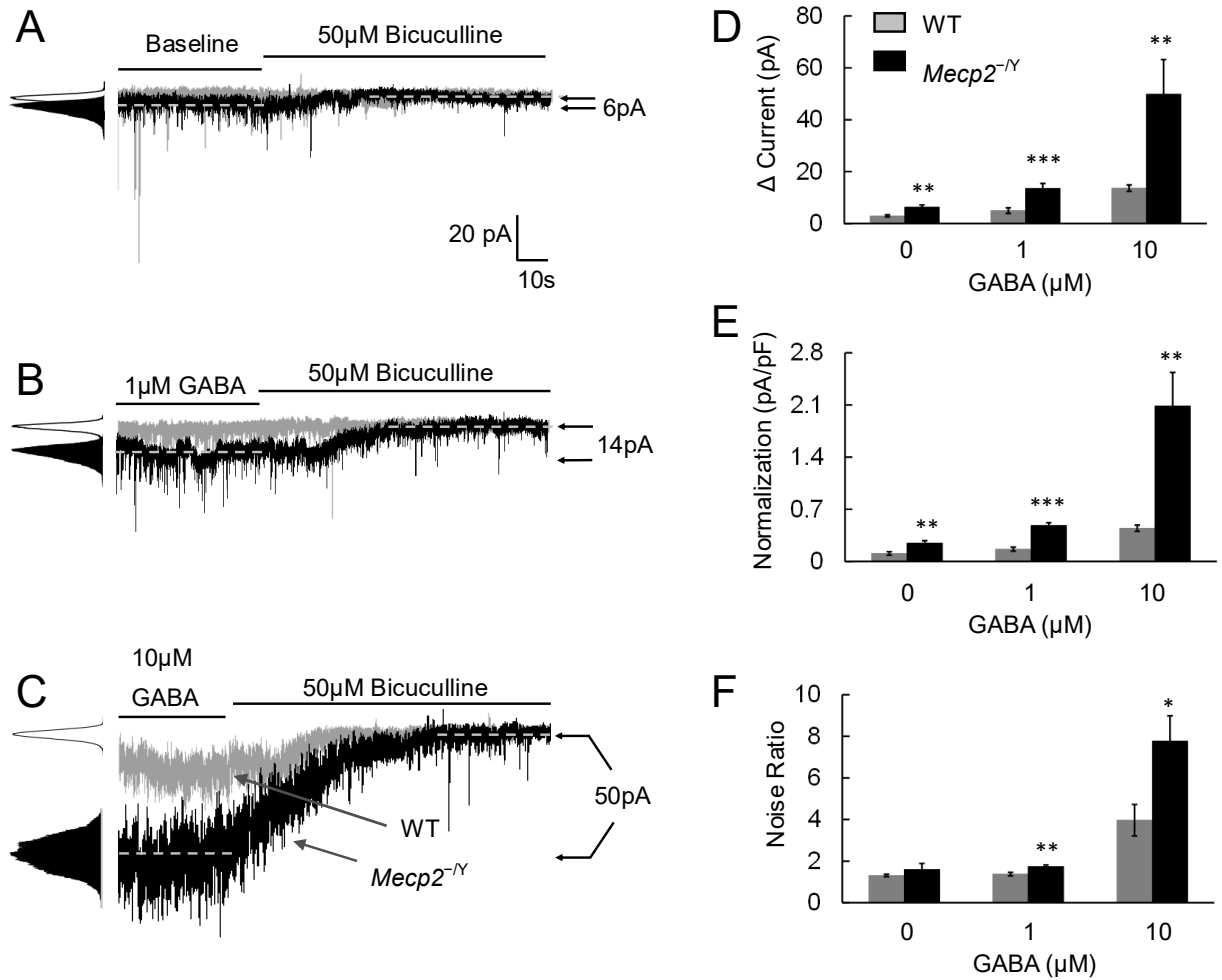 A
Baseline
50µM Bicuculline
6pA
20 pA
10s
B
1µM GABA
50µM Bicuculline
14pA
C
10µM
GABA
50µM Bicuculline
50pA
WT
Mecp2⁻/ʸ
D
WT
Mecp2⁻/ʸ
Δ Current (pA)
80
60
40
20
0
**
***
**
0 1 10
GABA (µM)
E
Normalization (pA/pF)
2.8
2.1
1.4
0.7
0
**
***
**
0 1 10
GABA (µM)
F
Noise Ratio
10
8
6
4
2
0
**
*
0 1 10
GABA (µM)